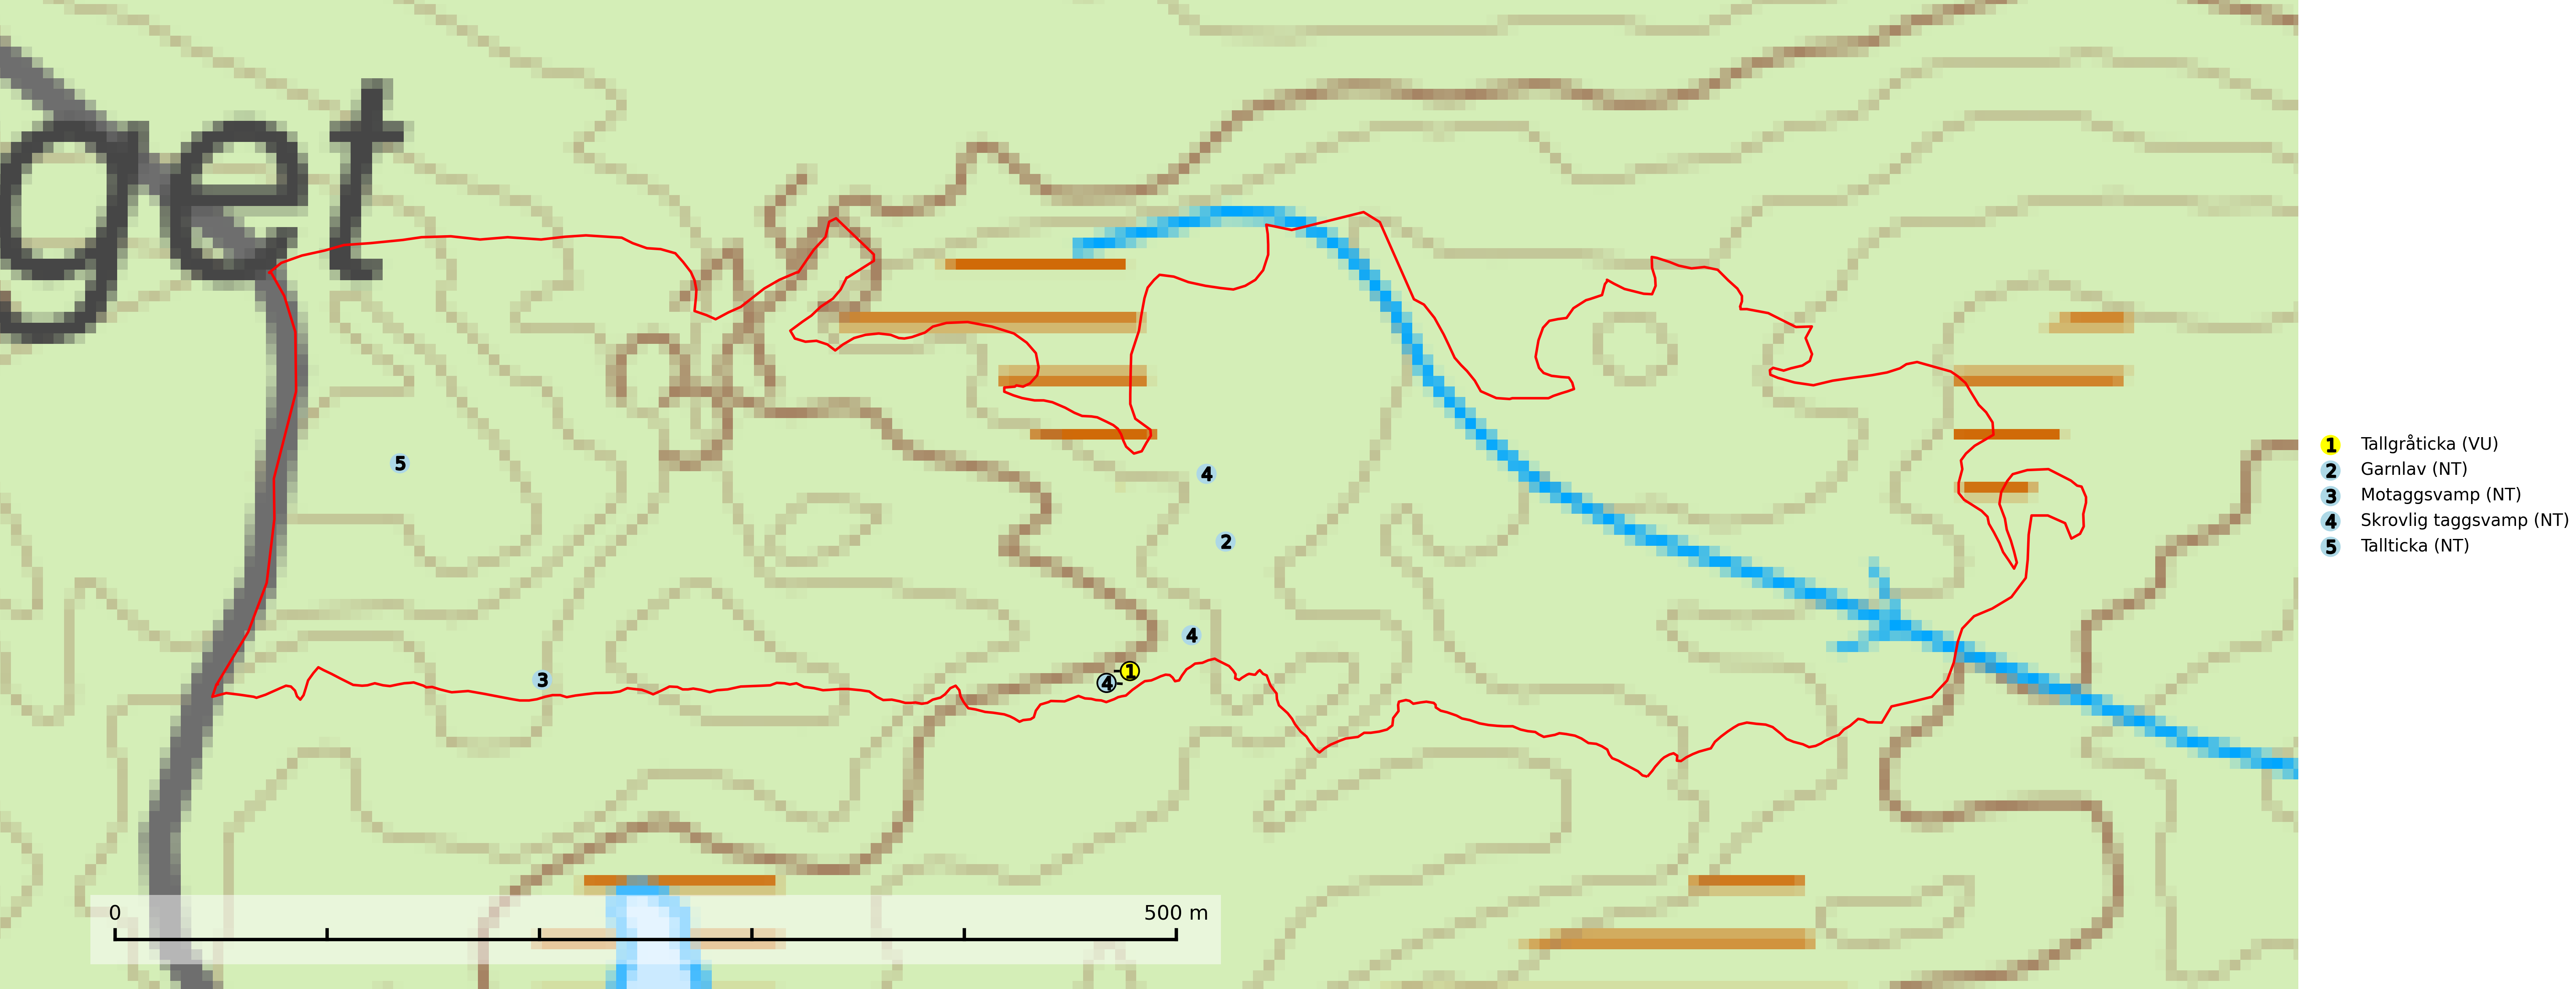 get
5
4
2
4
1
4
3
0
500 m
1 Tallgråticka (VU)
2 Garnlav (NT)
3 Motaggsvamp (NT)
4 Skrovlig taggsvamp (NT)
5 Tallticka (NT)